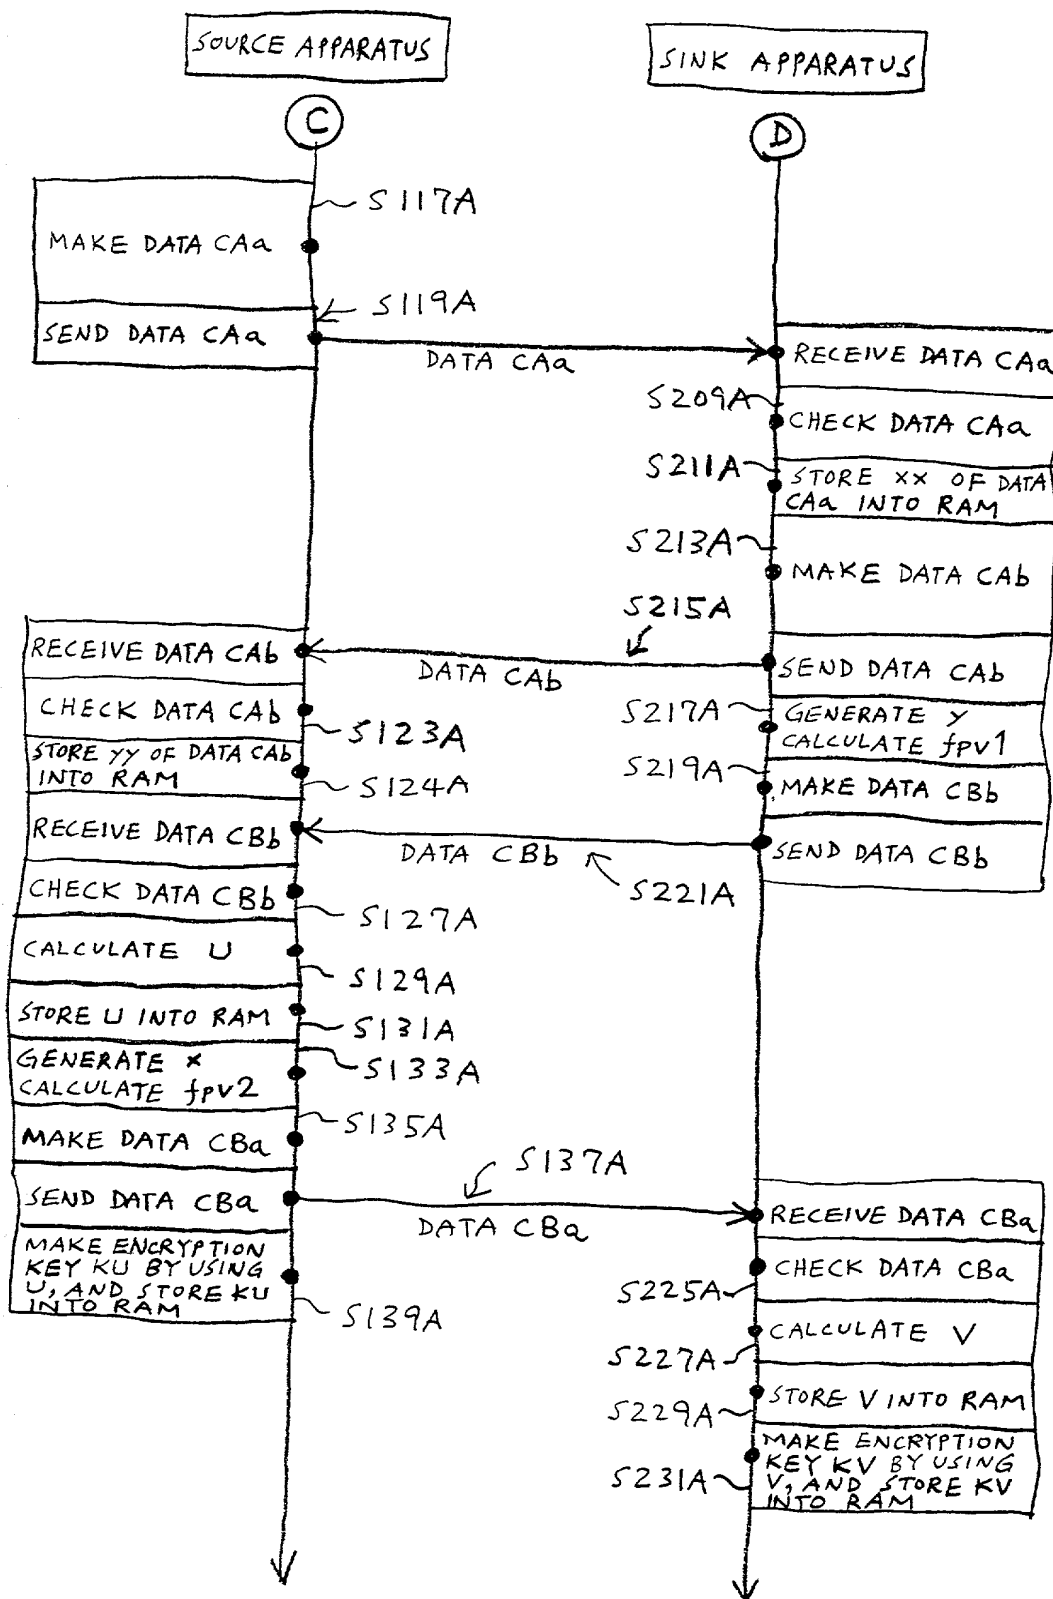 SOURCE APPARATUS
SINK APPARATUS
C
D
S117A
MAKE DATA CAa
S119A
SEND DATA CAa
DATA CAa
RECEIVE DATA CAa
S209A
CHECK DATA CAa
S211A
STORE XX OF DATA
CAa INTO RAM
S213A
MAKE DATA CAb
S215A
RECEIVE DATA CAb
DATA CAb
SEND DATA CAb
CHECK DATA CAb
S123A
S217A
GENERATE y
CALCULATE fpv1
STORE YY OF DATA CAb
INTO RAM
S124A
S219A
MAKE DATA CBb
RECEIVE DATA CBb
DATA CBb
SEND DATA CBb
S221A
CHECK DATA CBb
S127A
CALCULATE U
S129A
STORE U INTO RAM
S131A
GENERATE x
CALCULATE fpv2
S133A
S135A
MAKE DATA CBa
S137A
SEND DATA CBa
DATA CBa
RECEIVE DATA CBa
MAKE ENCRYPTION
KEY KU BY USING
U, AND STORE KU
INTO RAM
S139A
CHECK DATA CBa
S225A
CALCULATE V
S227A
STORE V INTO RAM
S229A
MAKE ENCRYPTION
KEY KV BY USING
V, AND STORE KV
INTO RAM
S231A